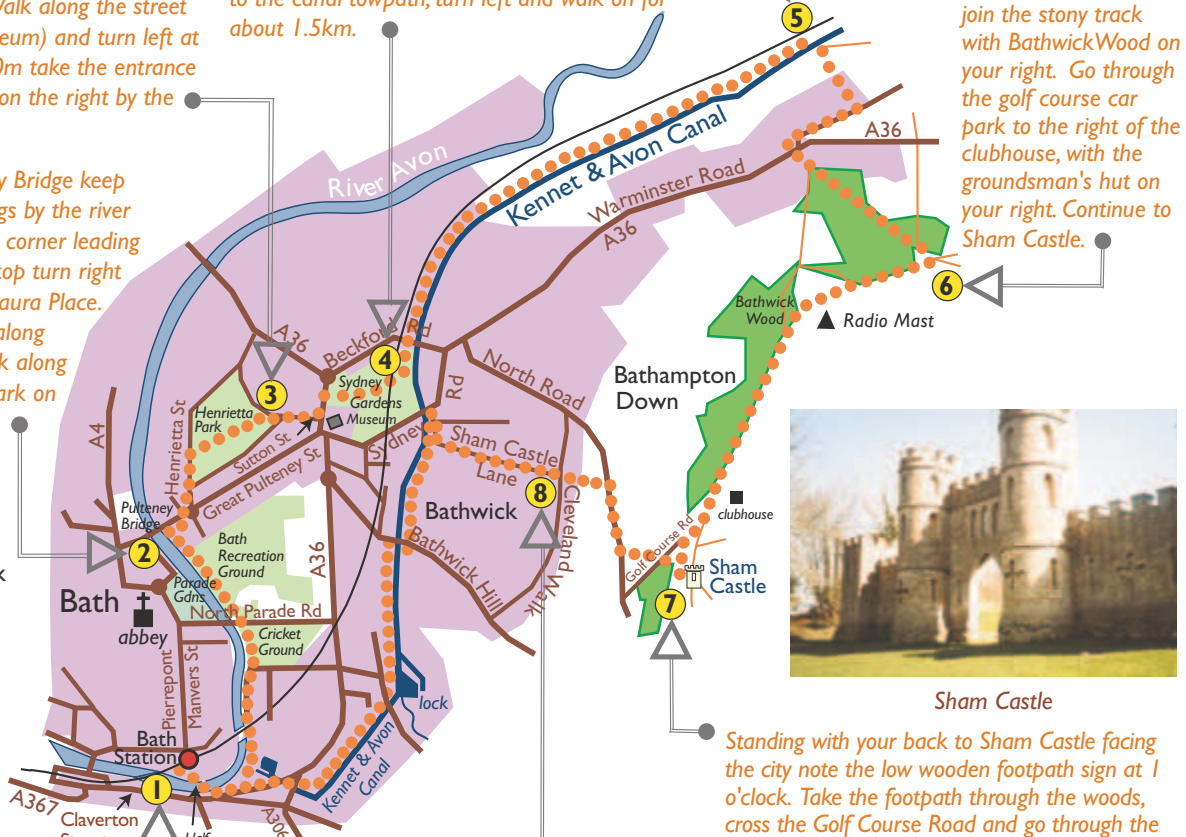 Walk along the street
eum) and turn left at
0m take the entrance
on the right by the
to the canal towpath, turn left and walk on for
about 1.5km.
join the stony track
with Bathwick Wood on
your right. Go through
the golf course car
park to the right of the
clubhouse, with the
groundsman's hut on
your right. Continue to
Sham Castle.
y Bridge keep
gs by the river
corner leading
top turn right
aura Place.
along
k along
ark on
k
5
River Avon
Kennet & Avon Canal
Warminster Road
A36
A36
6
Bathwick
Wood
Radio Mast
A36
Beckford Rd
4
3
Sydney
Gardens
Museum
Henrietta
Park
Henrietta St
Sutton St
Great Pulteney St
Sydney
Rd
North Road
Sham Castle
Lane
8
Cleveland Walk
Bathampton
Down
A4
Pulteney
Bridge
2
Bath
Recreation
Ground
A36
Bathwick
Bathwick Hill
clubhouse
Golf Course Rd
Sham
Castle
7
Parade
Gdns
Bath
abbey
North Parade Rd
Cricket
Ground
Pierrepont
Manvers St
lock
Kennet & Avon
Canal
Bath
Station
1
A367
Claverton
Half
A306
Sham Castle
Standing with your back to Sham Castle facing
the city note the low wooden footpath sign at 1
o'clock. Take the footpath through the woods,
cross the Golf Course Road and go through the